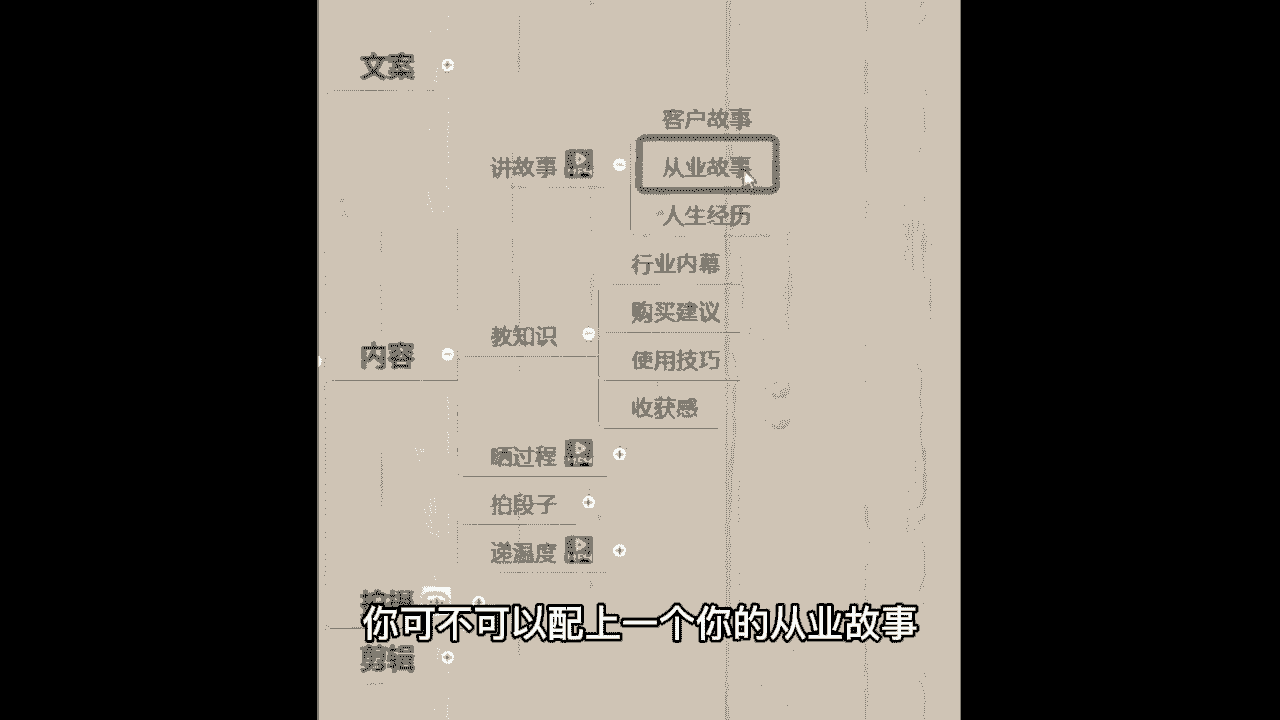 文案
客户故事
讲故事
从业故事
人生经历
行业内幕
购买建议
教知识
内容
使用技巧
收获感
晒过程
拍段子
递温度
拍摄
你可不可以配上一个你的从业故事
剪辑